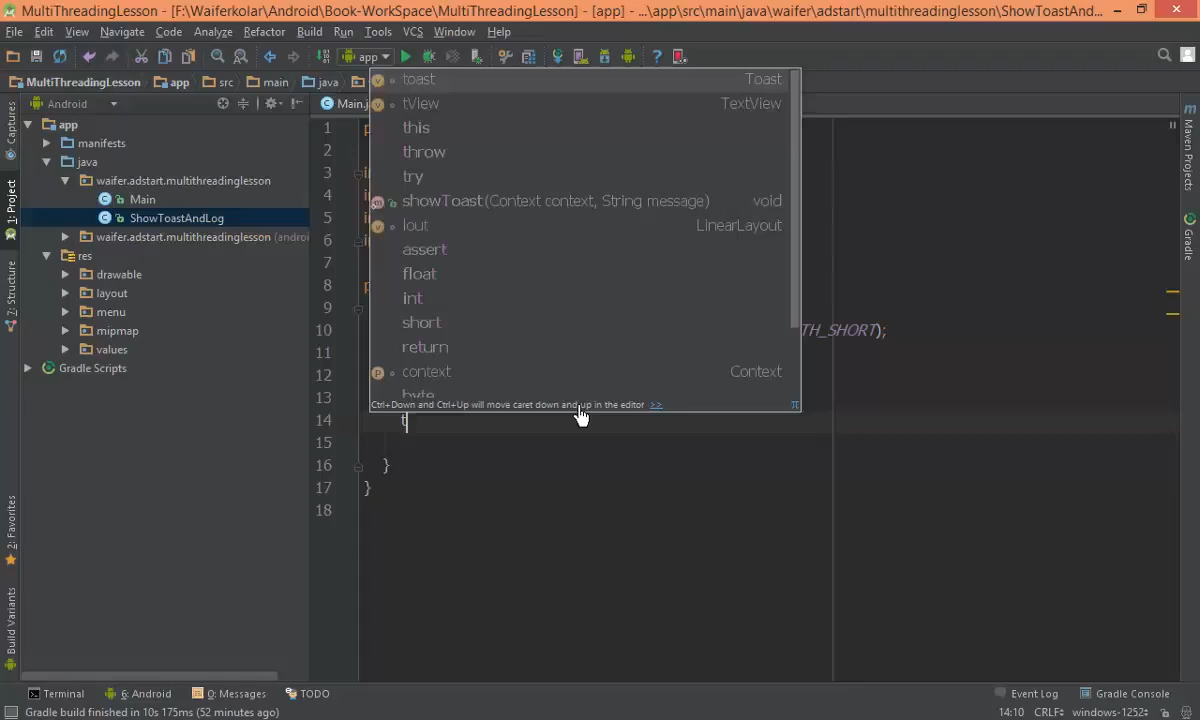 MultiThreadingLesson - [F:\Waiferkolar\Android\Book-WorkSpace\MultiThreadingLesson] - [app] - ...\app\src\main\java\waifer\adstart\multithreadinglesson\ShowToastAnd...
File Edit View Navigate Code Analyze Refactor Build Run Tools VCS Window Help
app
MultiThreadingLesson app src main java
Android
Main.j
app
manifests
java
waifer.adstart.multithreadinglesson
Main
ShowToastAndLog
waifer.adstart.multithreadinglesson (androi
res
drawable
layout
menu
mipmap
values
Gradle Scripts
Captures
1: Project
7: Structure
2: Favorites
Build Variants
1
2
3
4
5
6
7
8
9
10 TH_SHORT);
11
12
13
14 t
15
16 }
17 }
18
toast Toast
tView TextView
this
throw
try
showToast(Context context, String message) void
lout LinearLayout
assert
float
int
short
return
context Context
byte
Ctrl+Down and Ctrl+Up will move caret down and up in the editor >> π
Maven Projects
Gradle
Terminal 6: Android 0: Messages TODO Event Log Gradle Console
Gradle build finished in 10s 175ms (52 minutes ago) 14:10 CRLF÷ windows-1252÷